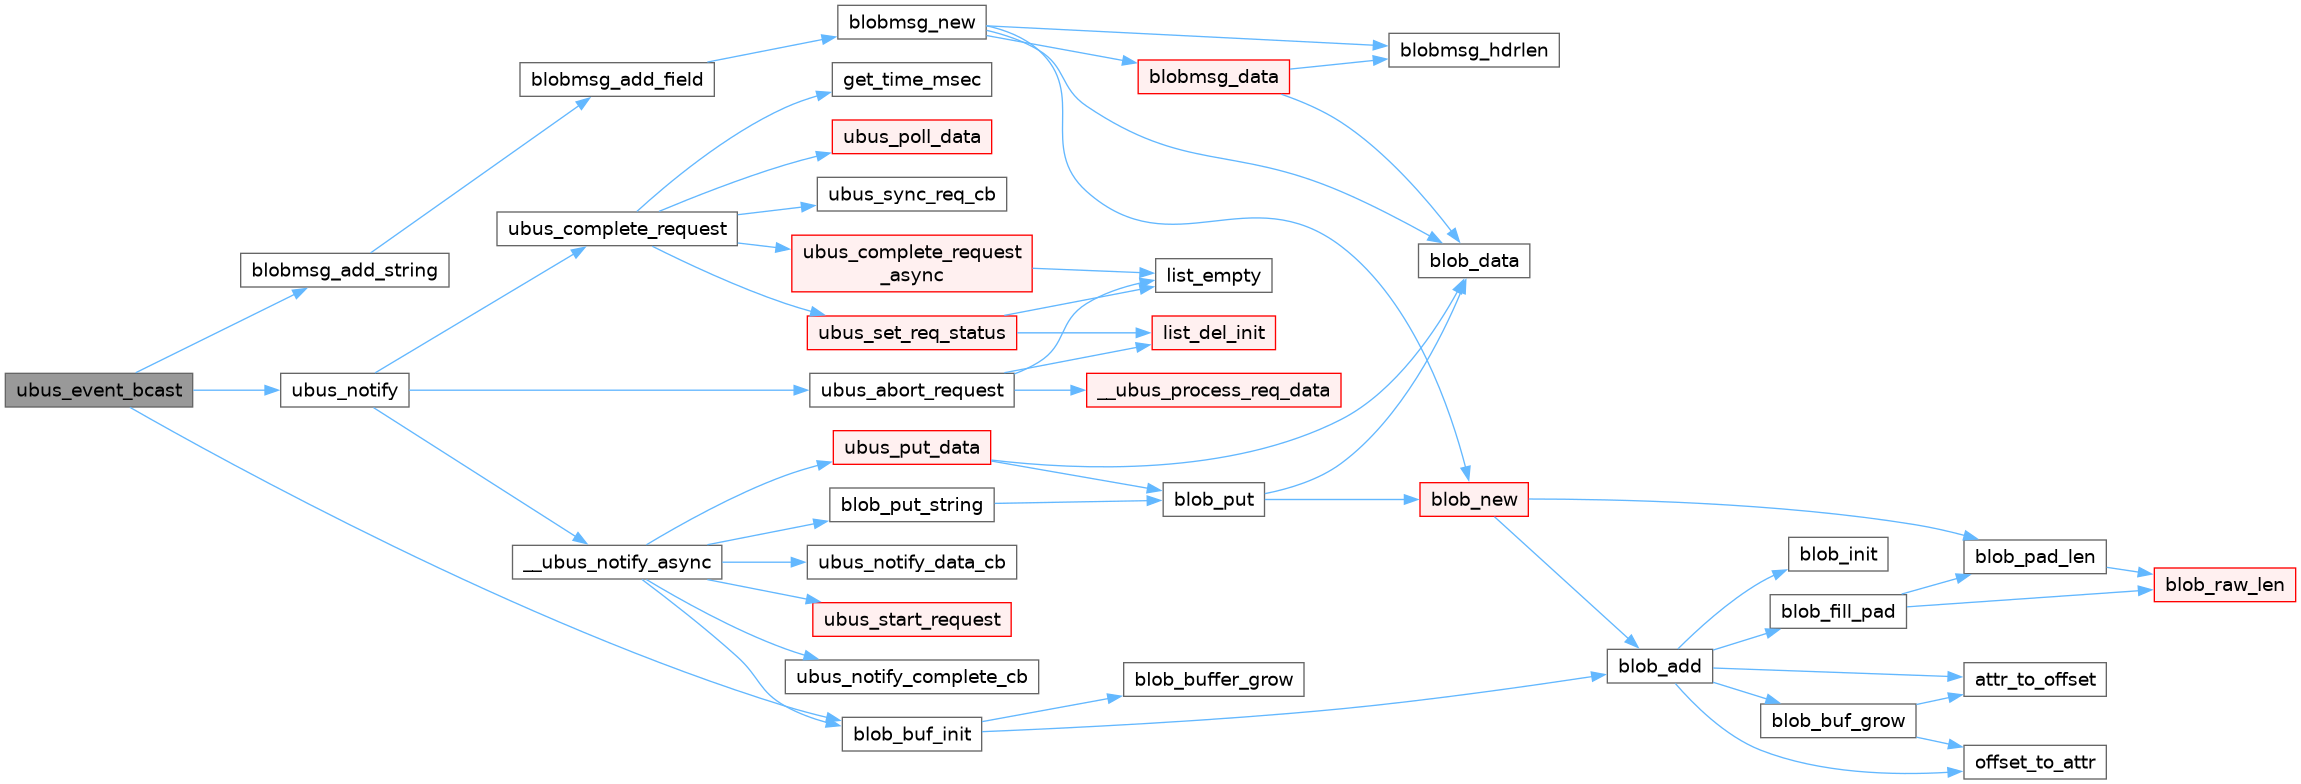 ubus_event_bcast
blobmsg_add_string
blobmsg_add_field
blobmsg_new
blobmsg_data
blobmsg_hdrlen
blob_data
ubus_notify
ubus_complete_request
get_time_msec
ubus_poll_data
ubus_sync_req_cb
ubus_complete_request
_async
ubus_set_req_status
list_empty
list_del_init
ubus_abort_request
__ubus_process_req_data
__ubus_notify_async
ubus_put_data
blob_put_string
ubus_notify_data_cb
ubus_start_request
ubus_notify_complete_cb
blob_buf_init
blob_buffer_grow
blob_put
blob_new
blob_add
blob_init
blob_fill_pad
blob_buf_grow
blob_pad_len
blob_raw_len
attr_to_offset
offset_to_attr